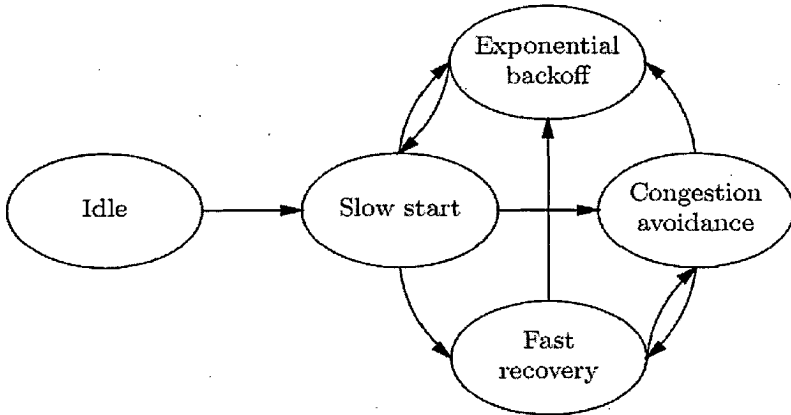 Exponential
backoff
Idle
Slow start
Congestion
avoidance
Fast
recovery